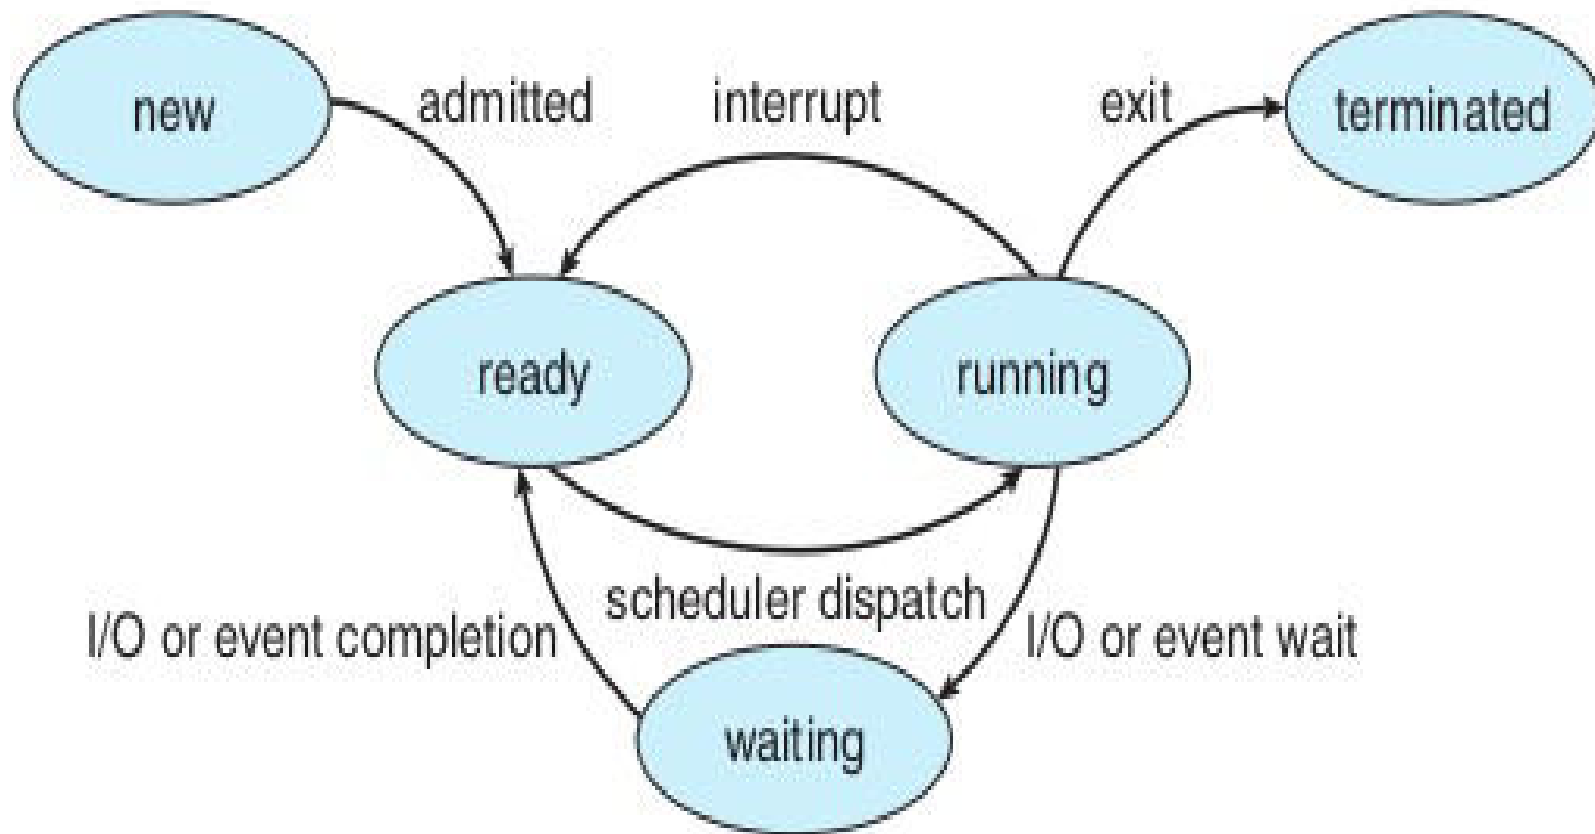 new
admitted
interrupt
exit
terminated
ready
running
scheduler dispatch
I/O or event completion
I/O or event wait
waiting